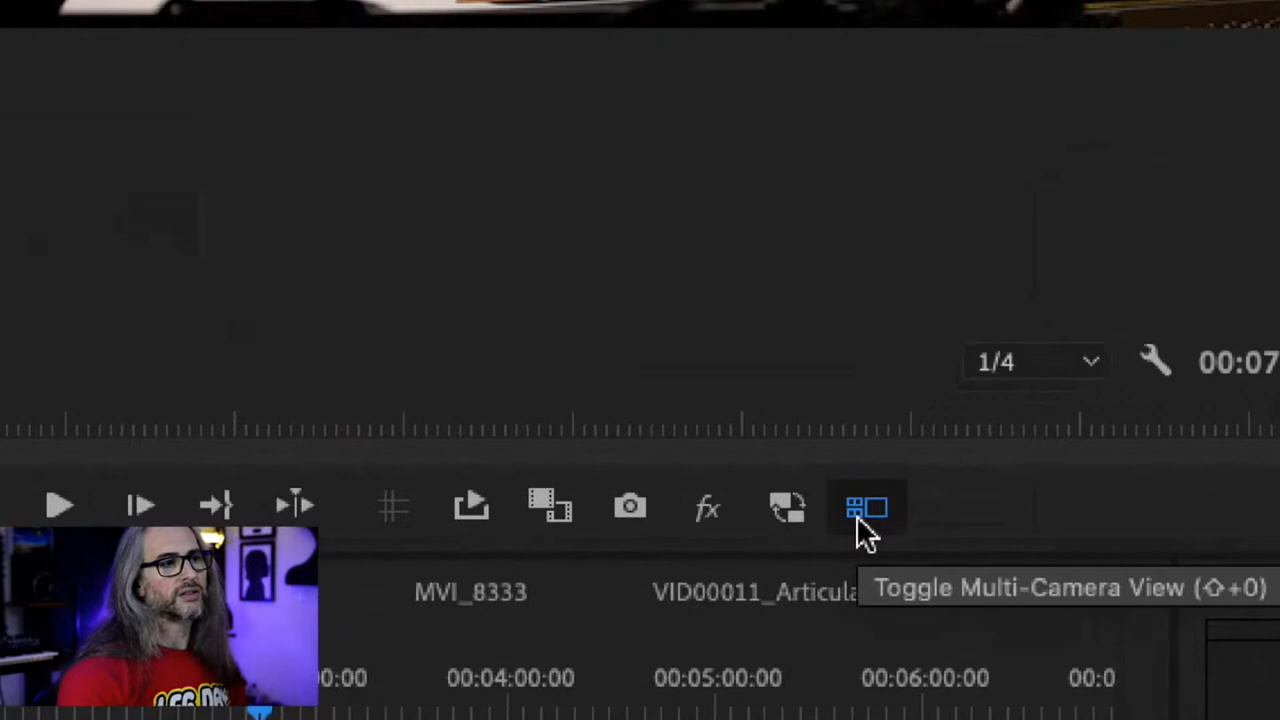 1/4
00:07
fx
MVI_8333
VID00011_Articula
Toggle Multi-Camera View (⇧+0)
00:00
00:04:00:00
00:05:00:00
00:06:00:00
00:0